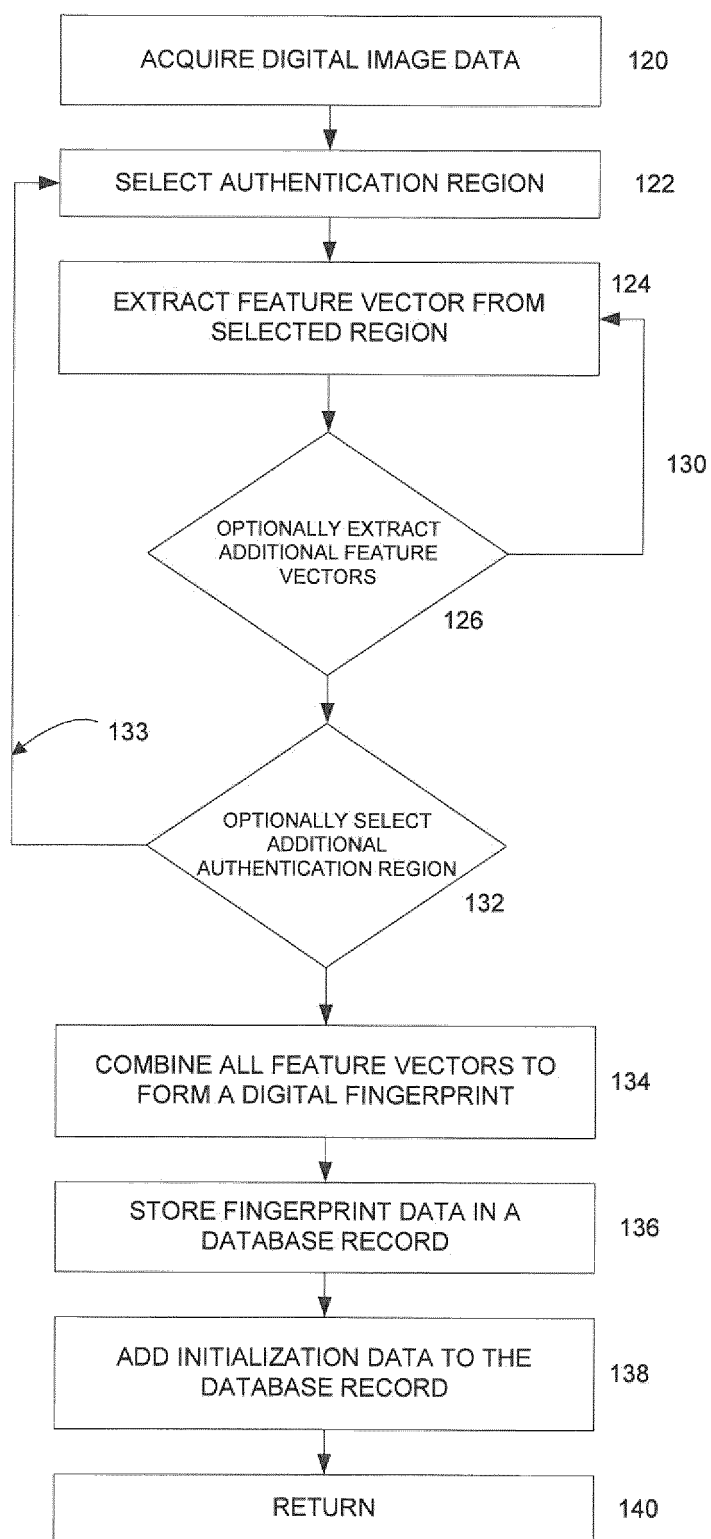 ACQUIRE DIGITAL IMAGE DATA 120
SELECT AUTHENTICATION REGION 122
124
EXTRACT FEATURE VECTOR FROM
SELECTED REGION
130
OPTIONALLY EXTRACT
ADDITIONAL FEATURE
VECTORS
126
133
OPTIONALLY SELECT
ADDITIONAL
AUTHENTICATION REGION
132
COMBINE ALL FEATURE VECTORS TO
FORM A DIGITAL FINGERPRINT
134
STORE FINGERPRINT DATA IN A
DATABASE RECORD
136
ADD INITIALIZATION DATA TO THE
DATABASE RECORD
138
RETURN 140